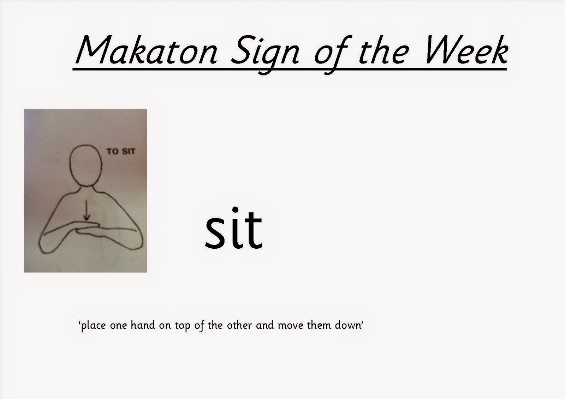 Makaton Sign of the Week
TO SIT
sit
'place one hand on top of the other and move them down'